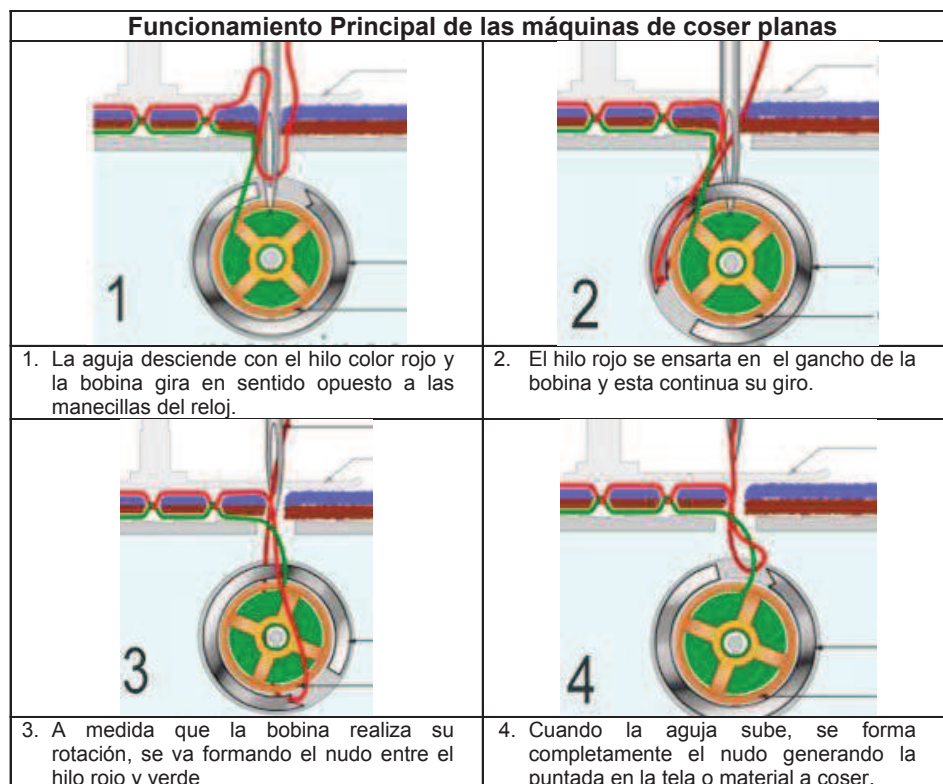 Funcionamiento Principal de las máquinas de coser planas
1
2
1. La aguja desciende con el hilo color rojo y
la bobina gira en sentido opuesto a las
manecillas del reloj.
2. El hilo rojo se ensarta en el gancho de la
bobina y esta continua su giro.
3
4
3. A medida que la bobina realiza su
rotación, se va formando el nudo entre el
hilo rojo y verde
4. Cuando la aguja sube, se forma
completamente el nudo generando la
puntada en la tela o material a coser.